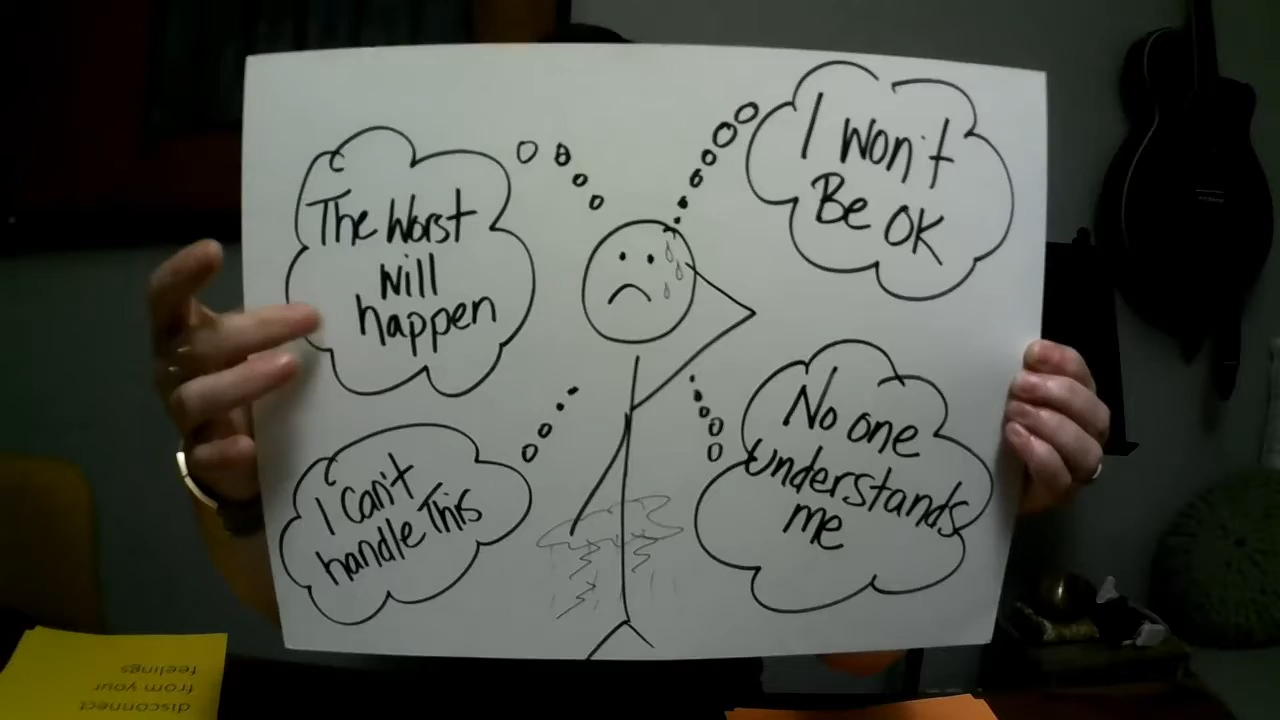 The Worst
will
happen
I won't
Be OK
I can't
handle This
No one
understands
me
disconnect
from your
feelings